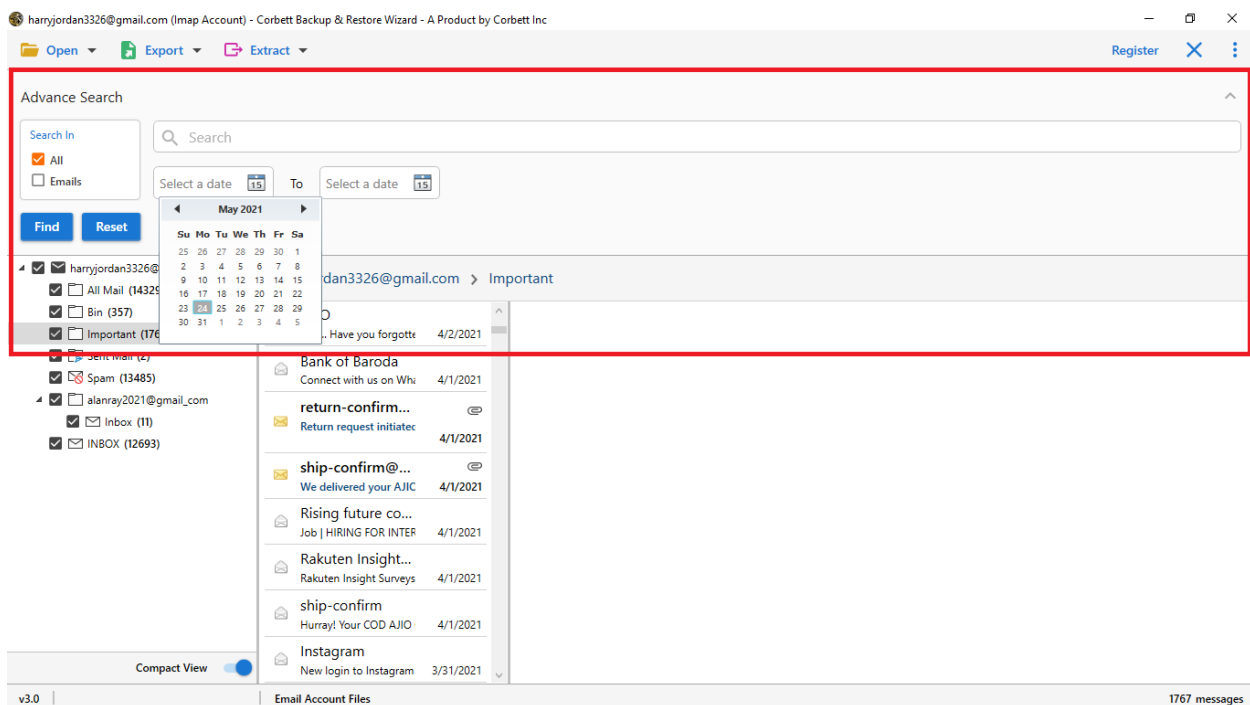 harryjordan3326@gmail.com (Imap Account) - Corbett Backup & Restore Wizard - A Product by Corbett Inc
Open Export Extract Register
Advance Search
Search In
All
Emails
Search
Select a date 15 To Select a date 15
Find Reset
May 2021
Su Mo Tu We Th Fr Sa
25 26 27 28 29 30 1
2 3 4 5 6 7 8
9 10 11 12 13 14 15
16 17 18 19 20 21 22
23 24 25 26 27 28 29
30 31 1 2 3 4 5
harryjordan3326@
All Mail (14329
Bin (357)
Important (176
Sent Mail (2)
Spam (13485)
alanray2021@gmail_com
Inbox (11)
INBOX (12693)
Compact View
dan3326@gmail.com > Important
O
.. Have you forgotte 4/2/2021
Bank of Baroda
Connect with us on Wha 4/1/2021
return-confirm...
Return request initiated
4/1/2021
ship-confirm@...
We delivered your AJIC 4/1/2021
Rising future co...
Job | HIRING FOR INTER 4/1/2021
Rakuten Insight...
Rakuten Insight Surveys 4/1/2021
ship-confirm
Hurray! Your COD AJIO 4/1/2021
Instagram
New login to Instagram 3/31/2021
v3.0 Email Account Files 1767 messages